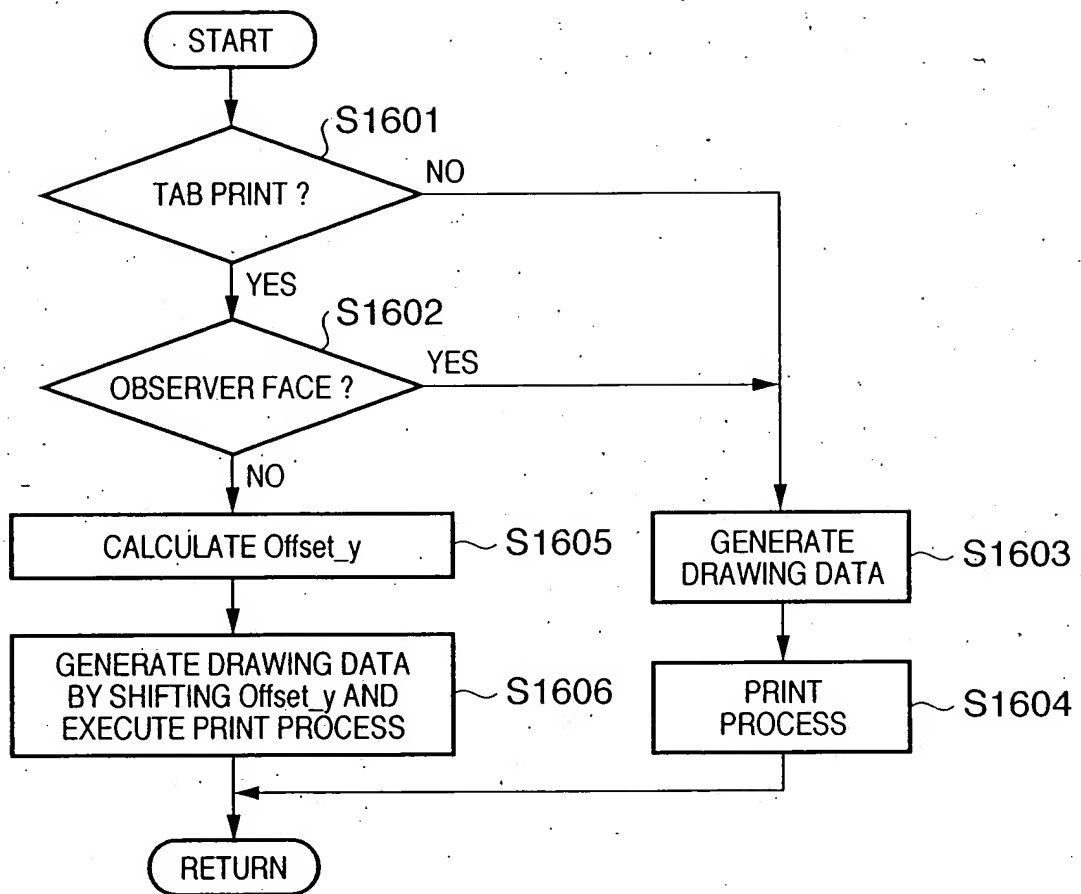 START
S1601
TAB PRINT ?
NO
YES
S1602
OBSERVER FACE ?
YES
NO
CALCULATE Offset_y
S1605
GENERATE
DRAWING DATA
S1603
GENERATE DRAWING DATA
BY SHIFTING Offset_y AND
EXECUTE PRINT PROCESS
S1606
PRINT
PROCESS
S1604
RETURN